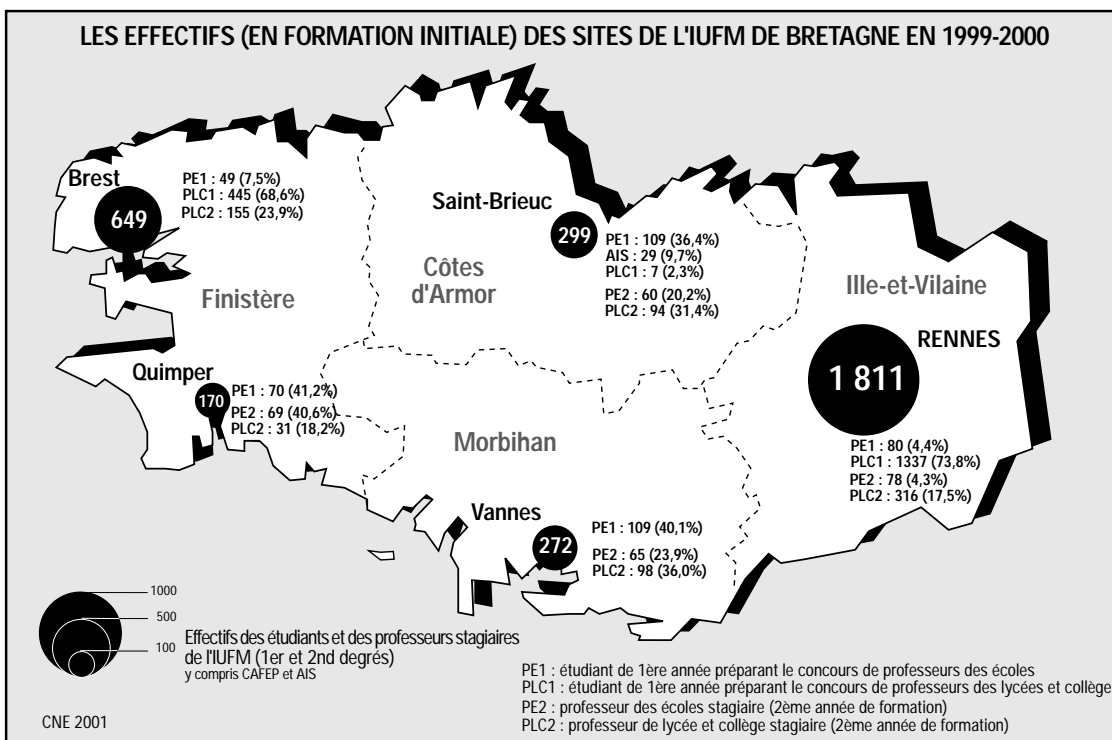 LES EFFECTIFS (EN FORMATION INITIALE) DES SITES DE L'IUFM DE BRETAGNE EN 1999-2000
Brest
649
PE1 : 49 (7,5%)
PLC1 : 445 (68,6%)
PLC2 : 155 (23,9%)
Saint-Brieuc
299
PE1 : 109 (36,4%)
AIS : 29 (9,7%)
PLC1 : 7 (2,3%)
PE2 : 60 (20,2%)
PLC2 : 94 (31,4%)
Finistère
Côtes
d'Armor
Ille-et-Vilaine
RENNES
1 811
PE1 : 80 (4,4%)
PLC1 : 1337 (73,8%)
PE2 : 78 (4,3%)
PLC2 : 316 (17,5%)
Quimper
170
PE1 : 70 (41,2%)
PE2 : 69 (40,6%)
PLC2 : 31 (18,2%)
Morbihan
Vannes
272
PE1 : 109 (40,1%)
PE2 : 65 (23,9%)
PLC2 : 98 (36,0%)
1000
500
100
Effectifs des étudiants et des professeurs stagiaires
de l'IUFM (1er et 2nd degrés)
y compris CAFEP et AIS
CNE 2001
PE1 : étudiant de 1ère année préparant le concours de professeurs des écoles
PLC1 : étudiant de 1ère année préparant le concours de professeurs des lycées et collège
PE2 : professeur des écoles stagiaire (2ème année de formation)
PLC2 : professeur de lycée et collège stagiaire (2ème année de formation)